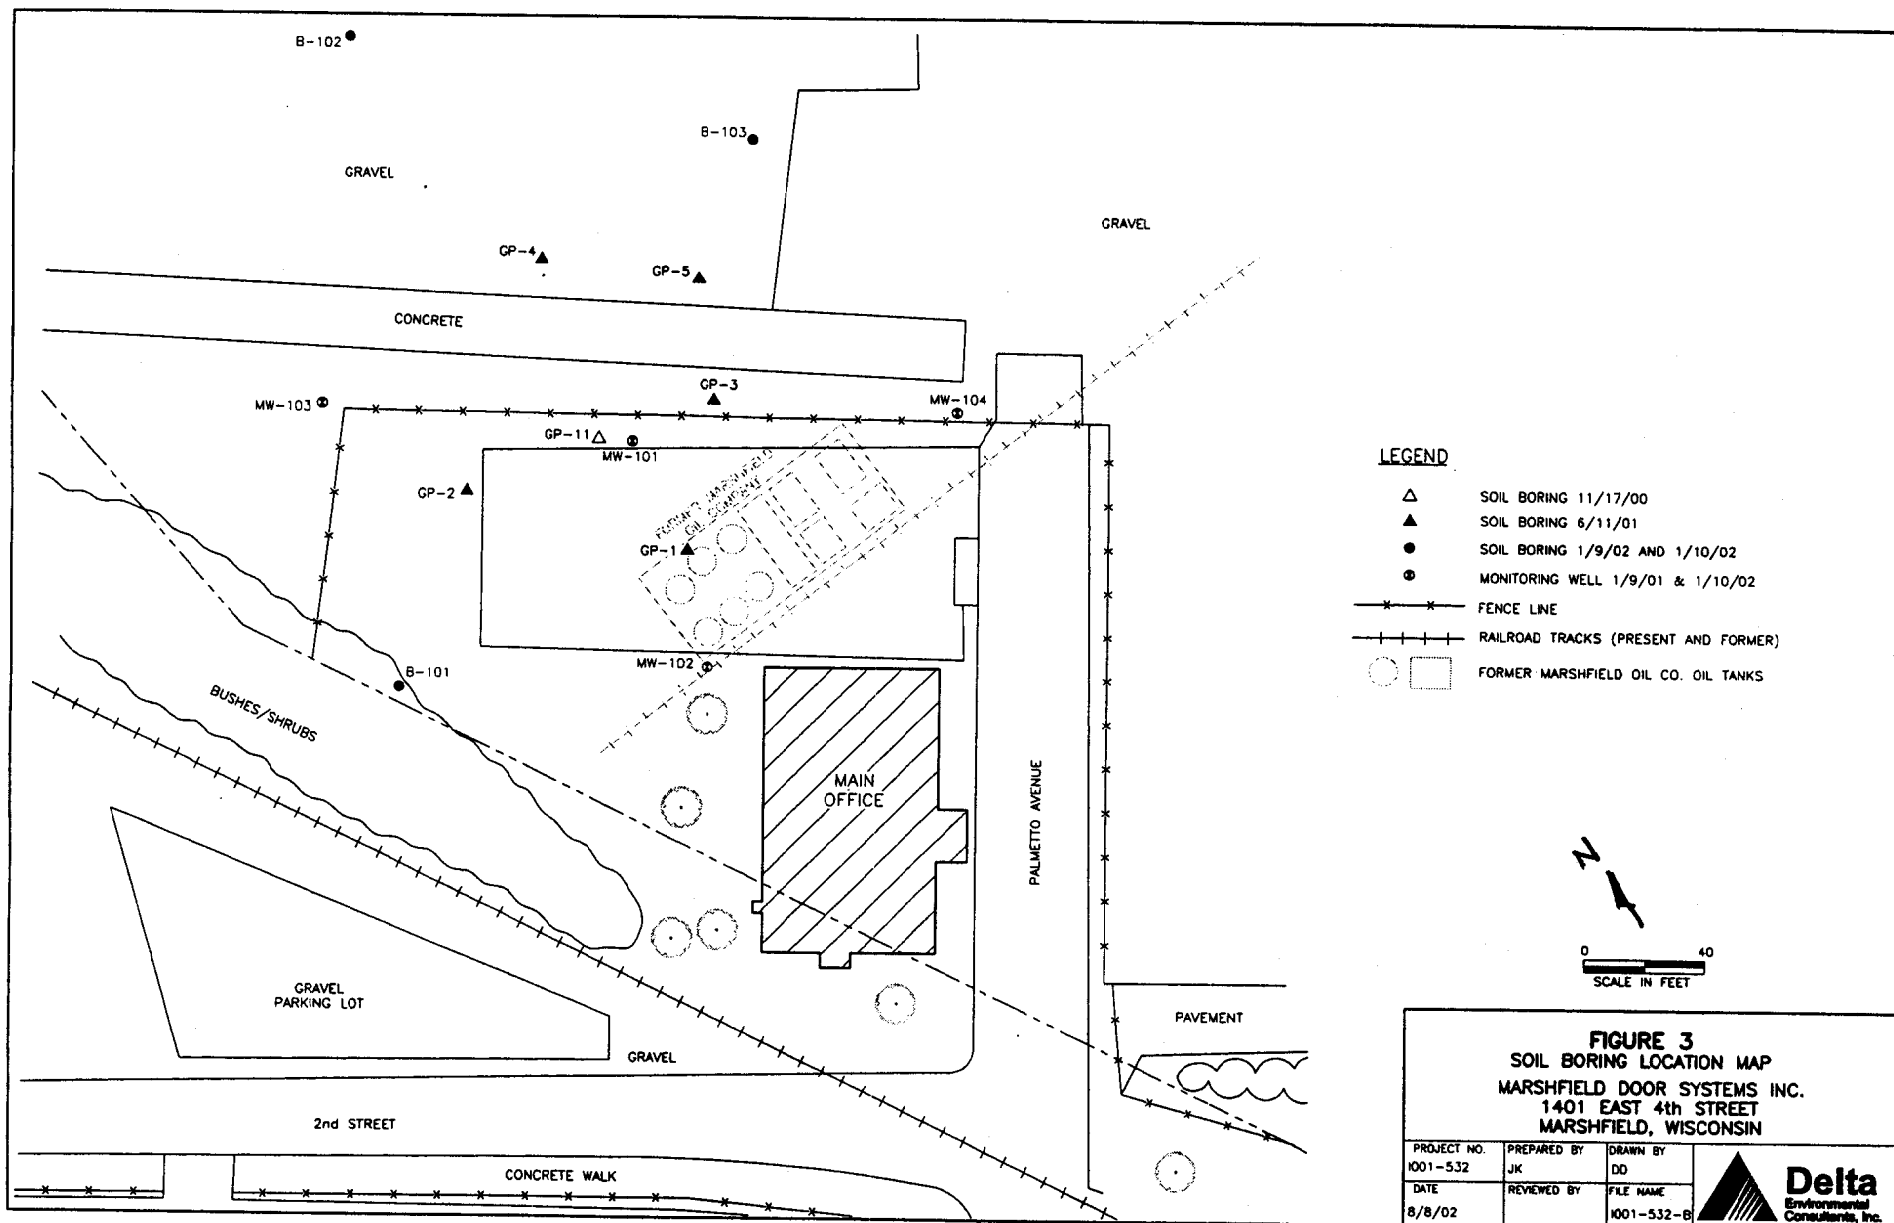 B-102
B-103
GRAVEL
GRAVEL
GP-4
GP-5
CONCRETE
GP-3
MW-103
MW-104
GP-11
MW-101
FORMER MARSHFIELD
OIL COMPANY
GP-2
GP-1
MW-102
B-101
BUSHES/SHRUBS
MAIN
OFFICE
PALMETTO AVENUE
GRAVEL
PARKING LOT
GRAVEL
PAVEMENT
2nd STREET
CONCRETE WALK
LEGEND
SOIL BORING 11/17/00
SOIL BORING 6/11/01
SOIL BORING 1/9/02 AND 1/10/02
MONITORING WELL 1/9/01 & 1/10/02
FENCE LINE
RAILROAD TRACKS (PRESENT AND FORMER)
FORMER MARSHFIELD OIL CO. OIL TANKS
N
0 40
SCALE IN FEET
FIGURE 3
SOIL BORING LOCATION MAP
MARSHFIELD DOOR SYSTEMS INC.
1401 EAST 4th STREET
MARSHFIELD, WISCONSIN
PROJECT NO. PREPARED BY DRAWN BY
I001-532 JK DD
DATE REVIEWED BY FILE NAME
8/8/02 I001-532-B
Delta
Environmental
Consultants, Inc.